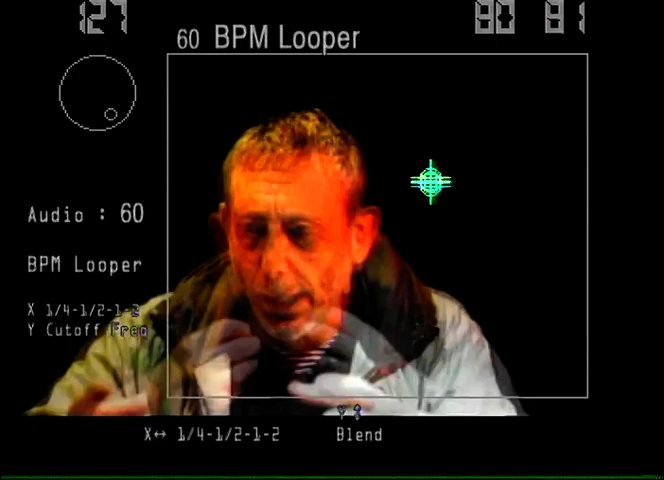 127
80 81
60 BPM Looper
Audio : 60
BPM Looper
X 1/4-1/2-1-2
Y Cutoff Freq
X↔ 1/4-1/2-1-2
Blend